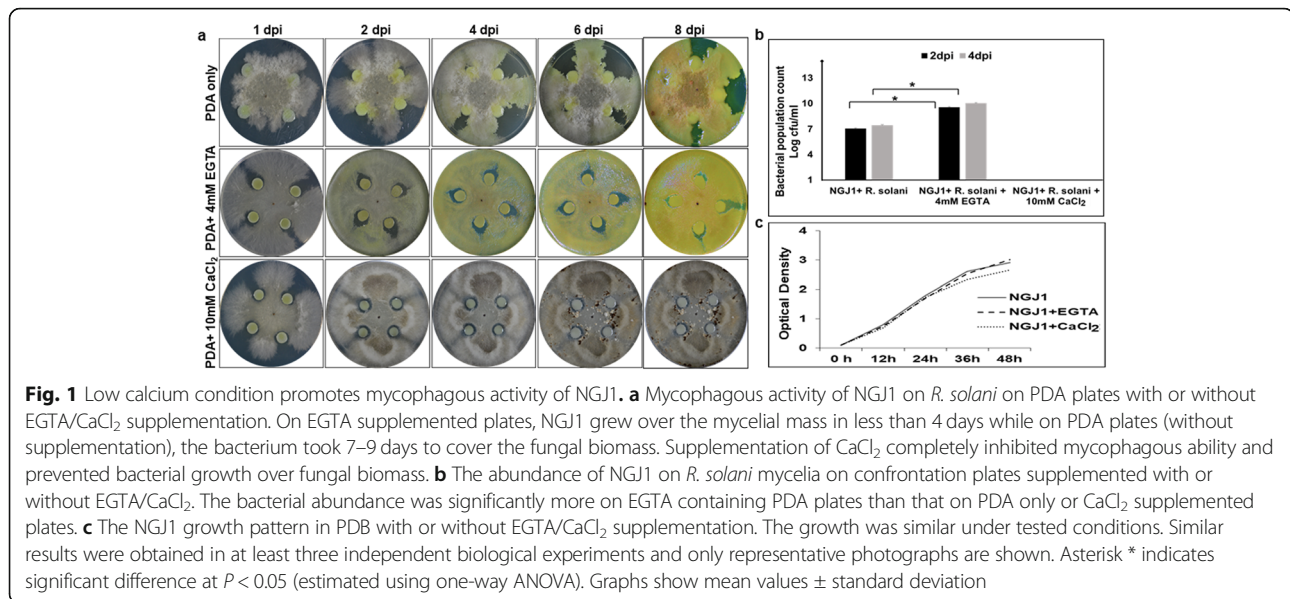 a
1 dpi 2 dpi 4 dpi 6 dpi 8 dpi
PDA only
PDA+ 4mM EGTA
PDA+ 10mM CaCl₂
b
2dpi 4dpi
Bacterial population count
Log cfu/ml
13
10
7
4
1
* *
NGJ1+ R. solani NGJ1+ R. solani + NGJ1+ R. solani +
4mM EGTA 10mM CaCl₂
c
Optical Density
4
3
2
1
0
NGJ1
NGJ1+EGTA
NGJ1+CaCl₂
0 h 12h 24h 36h 48h
Fig. 1 Low calcium condition promotes mycophagous activity of NGJ1. a Mycophagous activity of NGJ1 on R. solani on PDA plates with or without
EGTA/CaCl₂ supplementation. On EGTA supplemented plates, NGJ1 grew over the mycelial mass in less than 4 days while on PDA plates (without
supplementation), the bacterium took 7–9 days to cover the fungal biomass. Supplementation of CaCl₂ completely inhibited mycophagous ability and
prevented bacterial growth over fungal biomass. b The abundance of NGJ1 on R. solani mycelia on confrontation plates supplemented with or
without EGTA/CaCl₂. The bacterial abundance was significantly more on EGTA containing PDA plates than that on PDA only or CaCl₂ supplemented
plates. c The NGJ1 growth pattern in PDB with or without EGTA/CaCl₂ supplementation. The growth was similar under tested conditions. Similar
results were obtained in at least three independent biological experiments and only representative photographs are shown. Asterisk * indicates
significant difference at P < 0.05 (estimated using one-way ANOVA). Graphs show mean values ± standard deviation